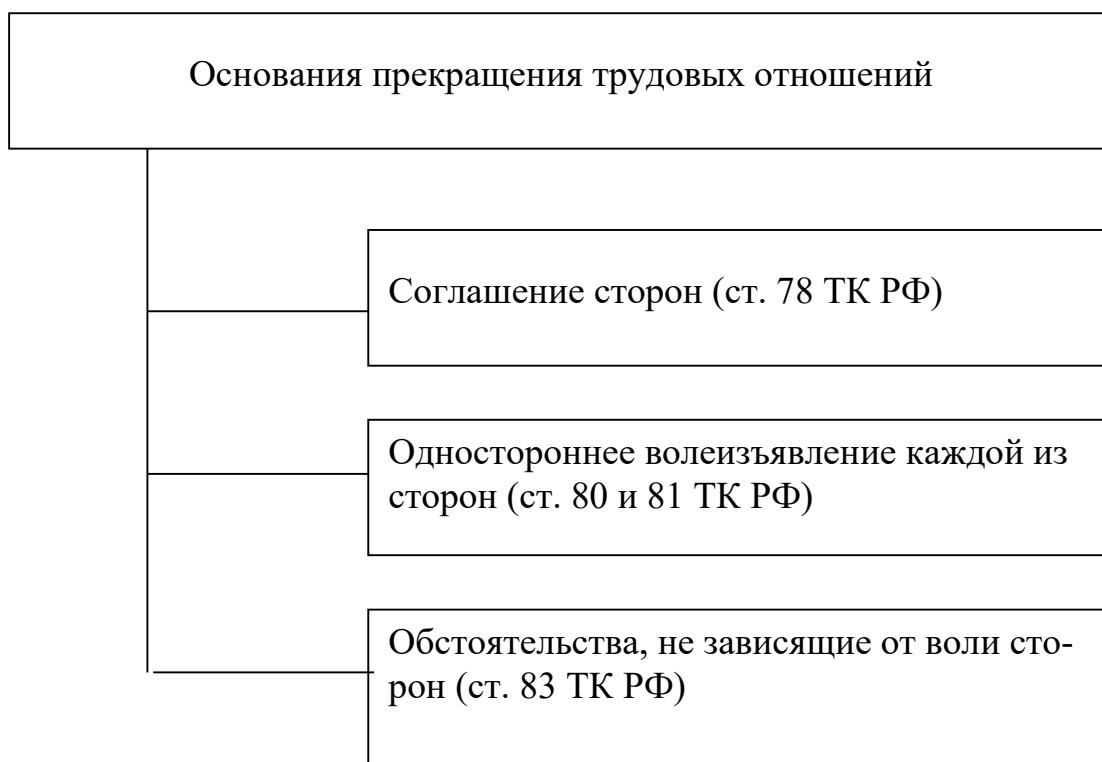 Основания прекращения трудовых отношений
Соглашение сторон (ст. 78 ТК РФ)
Одностороннее волеизъявление каждой из
сторон (ст. 80 и 81 ТК РФ)
Обстоятельства, не зависящие от воли сто-
рон (ст. 83 ТК РФ)